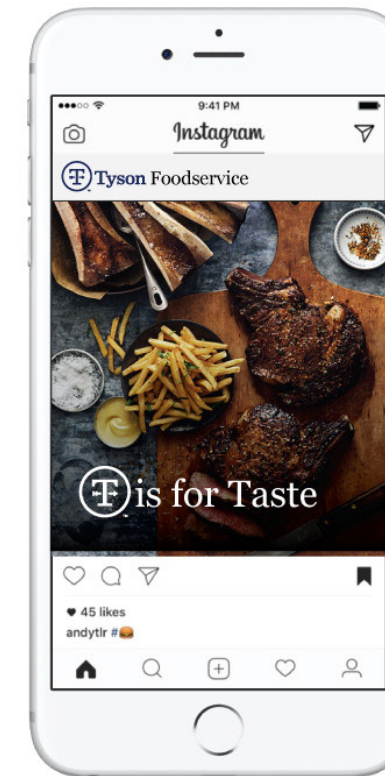 9:41 PM
Instagram
T Tyson Foodservice
T is for Taste
45 likes
andytlr #🍔